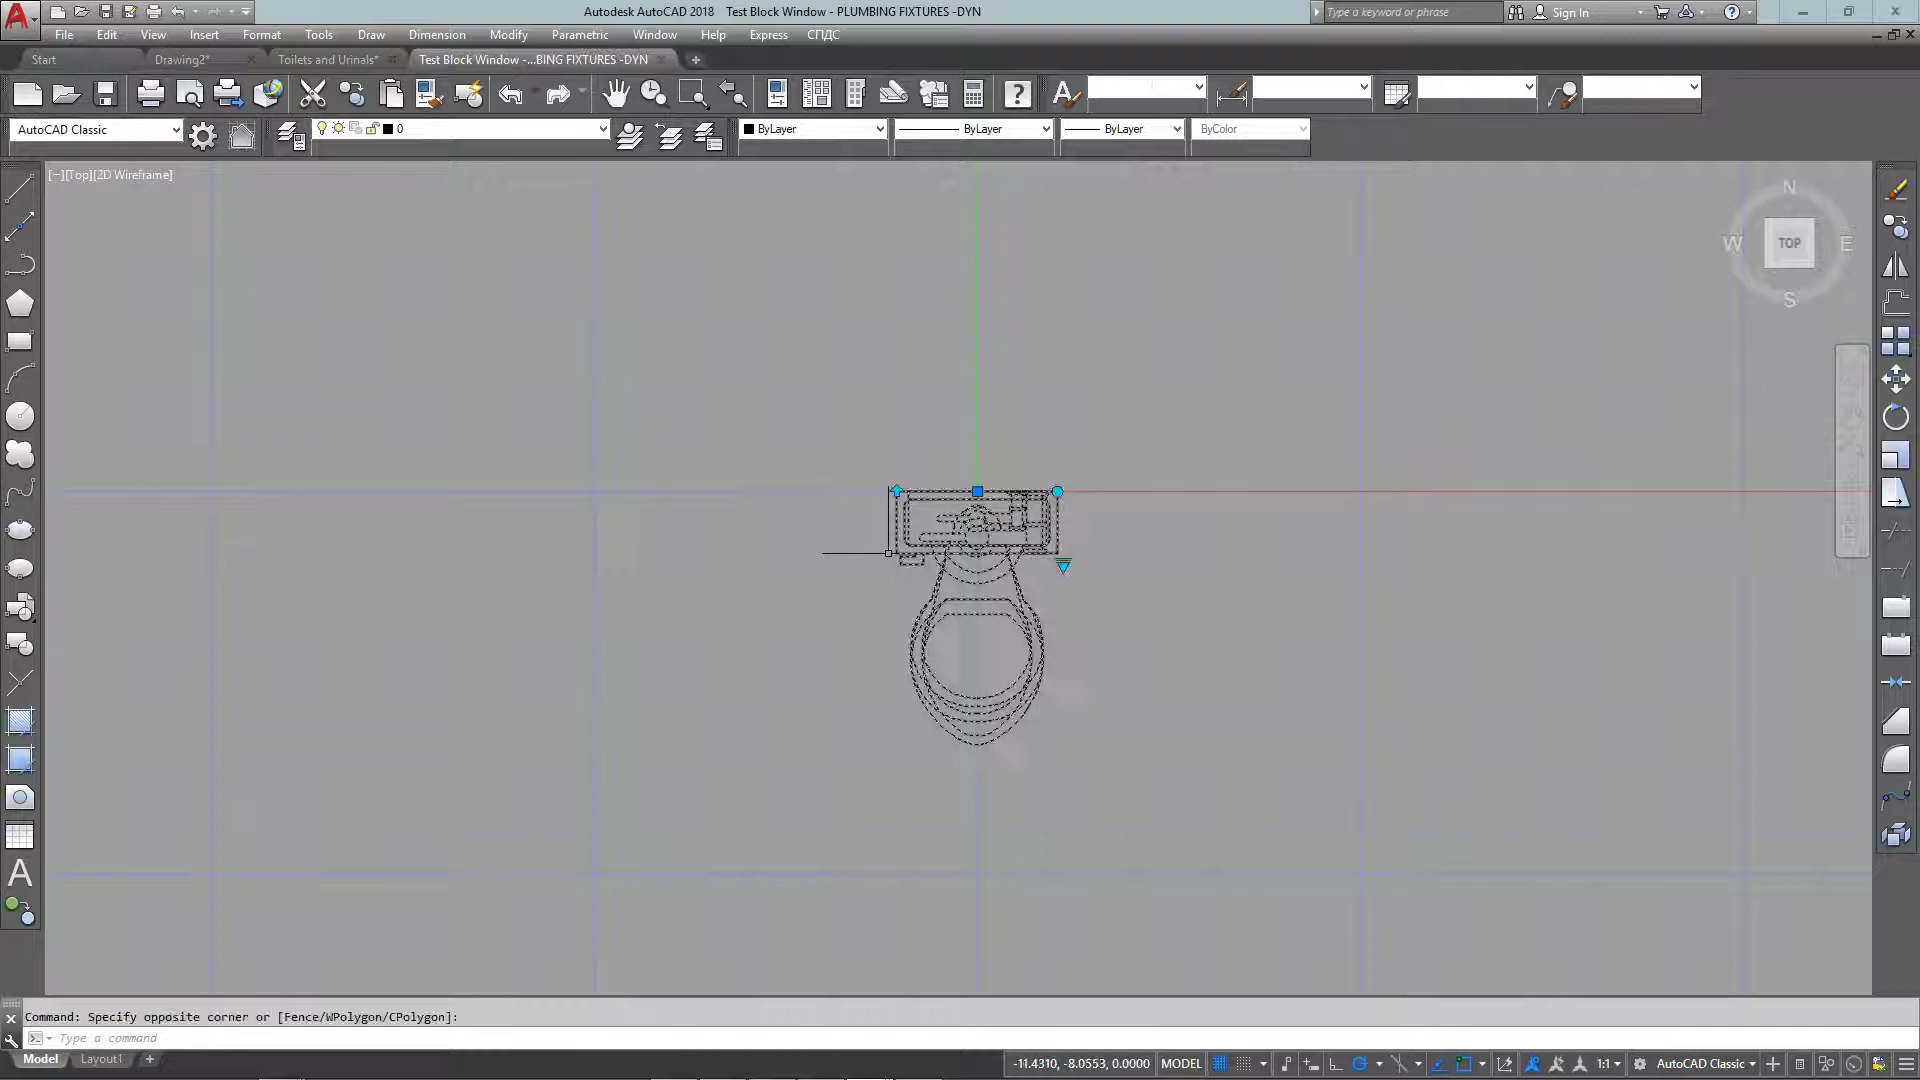 Autodesk AutoCAD 2018 Test Block Window - PLUMBING FIXTURES -DYN
Type a keyword or phrase
Sign In
File Edit View Insert Format Tools Draw Dimension Modify Parametric Window Help Express СПДС
Start
Drawing2*
Toilets and Urinals*
Test Block Window -...BING FIXTURES -DYN
AutoCAD Classic
0
ByLayer
ByLayer
ByLayer
ByColor
[−][Top][2D Wireframe]
N
W
TOP
E
S
A
Command: Specify opposite corner or [Fence/WPolygon/CPolygon]:
Type a command
Model
Layout1
-11.4310, -8.0553, 0.0000
MODEL
1:1
AutoCAD Classic